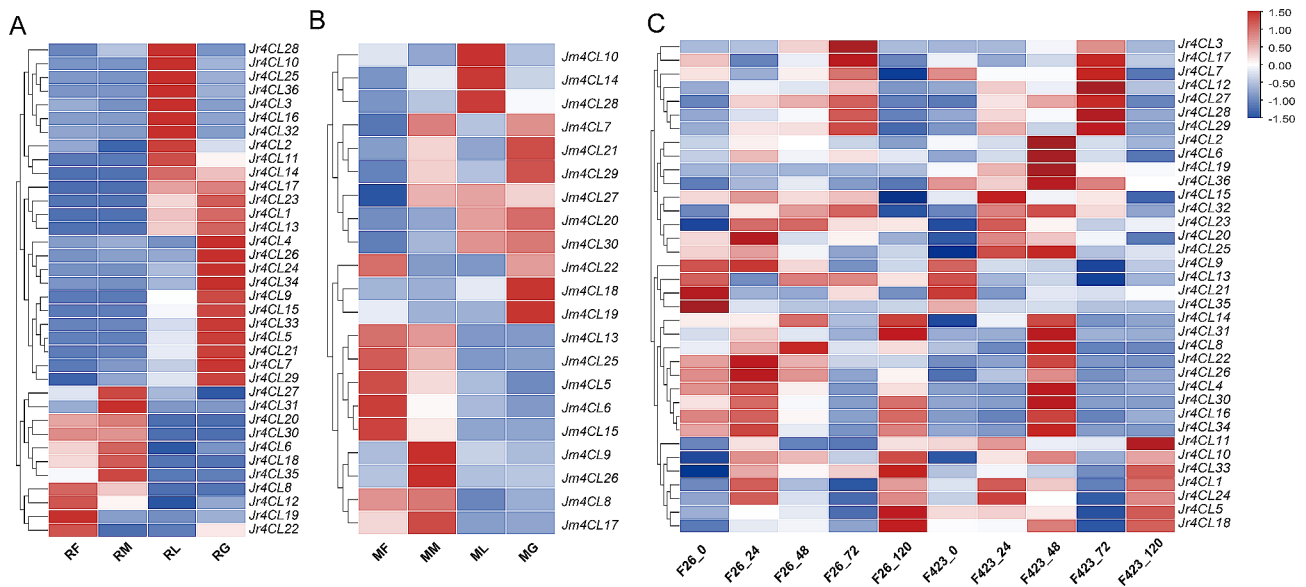 A
Jr4CL28
Jr4CL10
Jr4CL25
Jr4CL36
Jr4CL3
Jr4CL16
Jr4CL32
Jr4CL2
Jr4CL11
Jr4CL14
Jr4CL17
Jr4CL23
Jr4CL1
Jr4CL13
Jr4CL4
Jr4CL26
Jr4CL24
Jr4CL34
Jr4CL9
Jr4CL15
Jr4CL33
Jr4CL5
Jr4CL21
Jr4CL7
Jr4CL29
Jr4CL27
Jr4CL31
Jr4CL20
Jr4CL30
Jr4CL6
Jr4CL18
Jr4CL35
Jr4CL8
Jr4CL12
Jr4CL19
Jr4CL22
RF RM RL RG
B
Jm4CL10
Jm4CL14
Jm4CL28
Jm4CL7
Jm4CL21
Jm4CL29
Jm4CL27
Jm4CL20
Jm4CL30
Jm4CL22
Jm4CL18
Jm4CL19
Jm4CL13
Jm4CL25
Jm4CL5
Jm4CL6
Jm4CL15
Jm4CL9
Jm4CL26
Jm4CL8
Jm4CL17
MF MM ML MG
C
Jr4CL3
Jr4CL17
Jr4CL7
Jr4CL12
Jr4CL27
Jr4CL28
Jr4CL29
Jr4CL2
Jr4CL6
Jr4CL19
Jr4CL36
Jr4CL15
Jr4CL32
Jr4CL23
Jr4CL20
Jr4CL25
Jr4CL9
Jr4CL13
Jr4CL21
Jr4CL35
Jr4CL14
Jr4CL31
Jr4CL8
Jr4CL22
Jr4CL26
Jr4CL4
Jr4CL30
Jr4CL16
Jr4CL34
Jr4CL11
Jr4CL10
Jr4CL33
Jr4CL1
Jr4CL24
Jr4CL5
Jr4CL18
F26_0 F26_24 F26_48 F26_72 F26_120 F423_0 F423_24 F423_48 F423_72 F423_120
1.50
1.00
0.50
0.00
-0.50
-1.00
-1.50